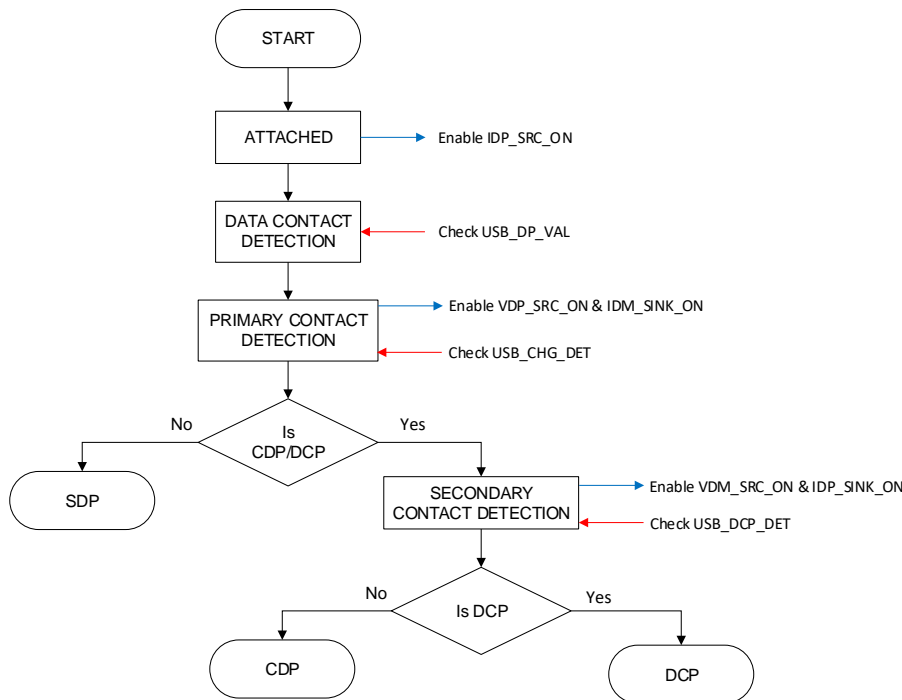 START
ATTACHED
Enable IDP_SRC_ON
DATA CONTACT
DETECTION
Check USB_DP_VAL
Enable VDP_SRC_ON & IDM_SINK_ON
PRIMARY CONTACT
DETECTION
Check USB_CHG_DET
No
Is
CDP/DCP
Yes
SDP
Enable VDM_SRC_ON & IDP_SINK_ON
SECONDARY
CONTACT DETECTION
Check USB_DCP_DET
No
Is DCP
Yes
CDP
DCP